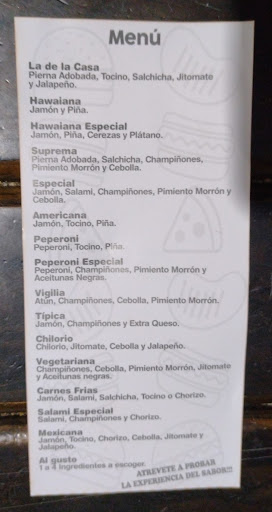 Menú
La de la Casa
Pierna Adobada, Tocino, Salchicha, Jitomate
y Jalapeño.
Hawaiana
Jamón y Piña.
Hawaiana Especial
Jamón, Piña, Cerezas y Plátano.
Suprema
Pierna Adobada, Salchicha, Champiñones,
Pimiento Morrón y Cebolla.
Especial
Jamón, Salami, Champiñones, Pimiento Morrón y
Cebolla.
Americana
Jamón, Tocino, Piña.
Peperoni
Peperoni, Tocino, Piña.
Peperoni Especial
Peperoni, Champiñones, Pimiento Morrón y
Aceitunas Negras.
Vigilia
Atún, Champiñones, Cebolla, Pimiento Morrón.
Típica
Jamón, Champiñones y Extra Queso.
Chilorio
Chilorio, Jitomate, Cebolla y Jalapeño.
Vegetariana
Champiñones, Cebolla, Pimiento Morrón, Jitomate
y Aceitunas negras.
Carnes Frias
Jamón, Salami, Salchicha, Tocino o Chorizo.
Salami Especial
Salami, Champiñones y Chorizo.
Mexicana
Jamón, Tocino, Chorizo, Cebolla, Jitomate y
Jalapeño.
Al gusto
1 a 4 Ingredientes a escoger.
ATREVETE A PROBAR
LA EXPERIENCIA DEL SABOR!!!